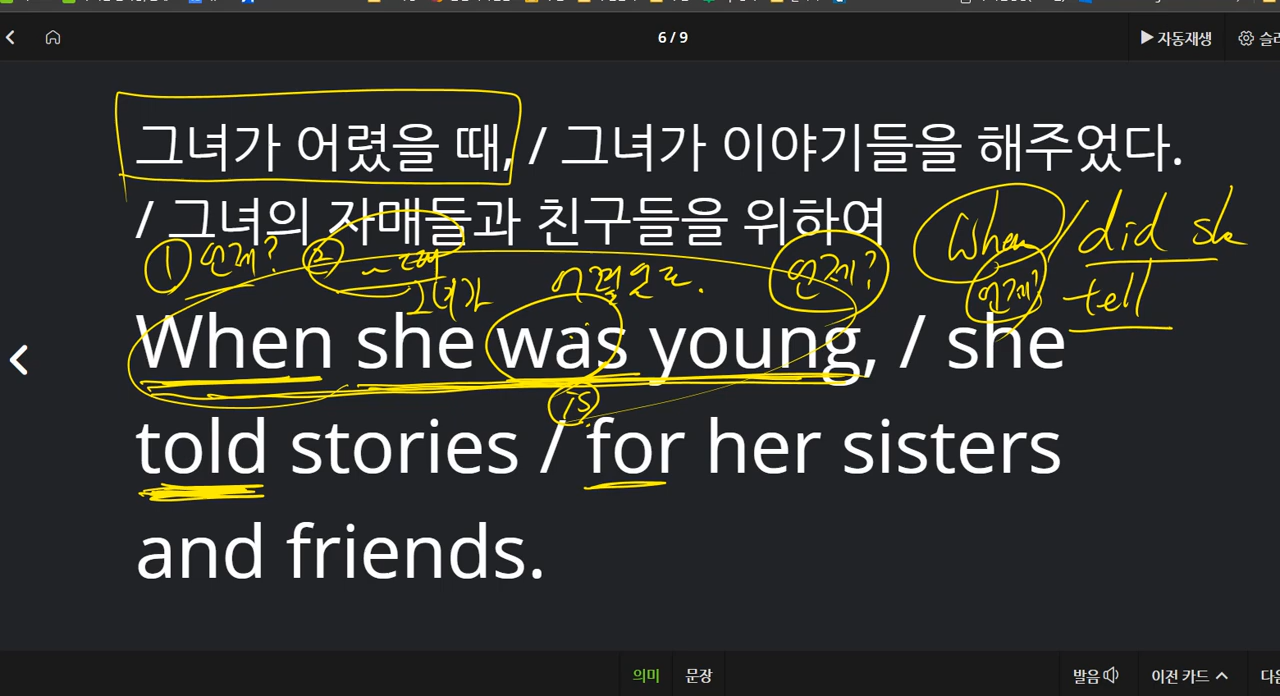 6 / 9
▶ 자동재생
그녀가 어렸을 때, / 그녀가 이야기들을 해주었다.
/ 그녀의 자매들과 친구들을 위하여
When / did she
① 언제? ② ~때
언제?
언제?
tell
그녀가
When she was young, / she
is
told stories / for her sisters
and friends.
의미 문장 발음 이전 카드